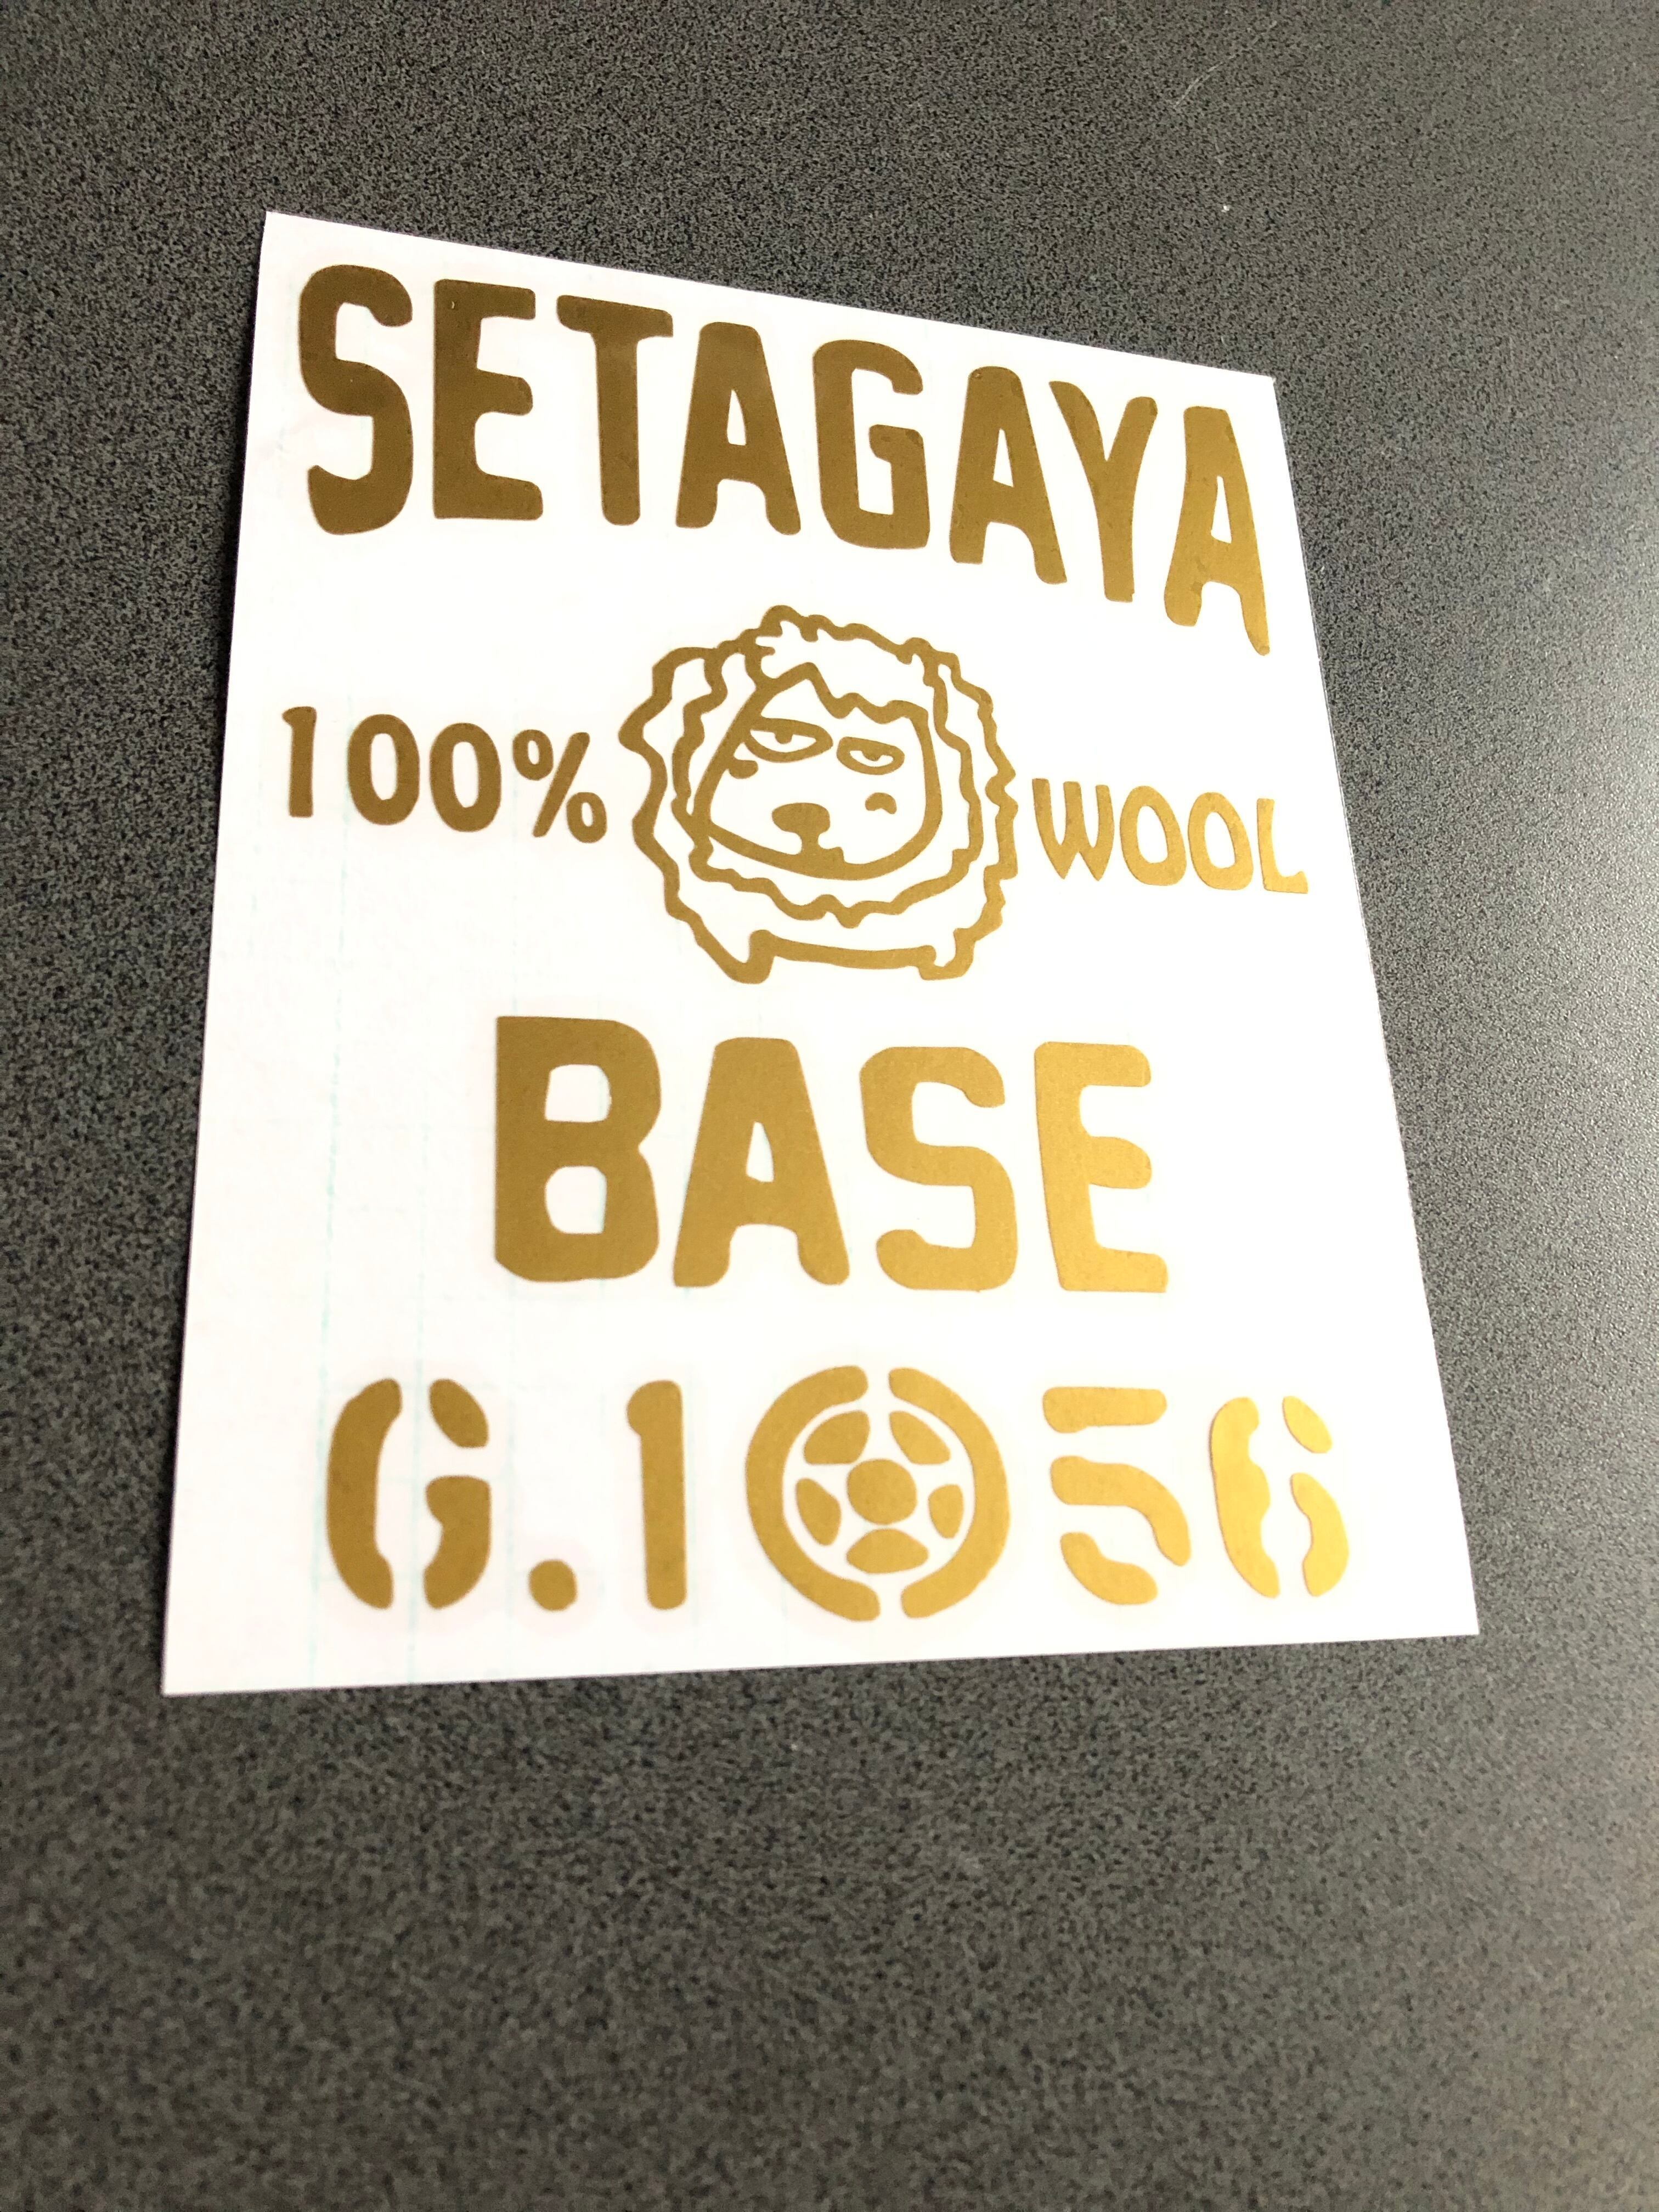 SETAGAYA
100% WOOL
BASE
G.1056